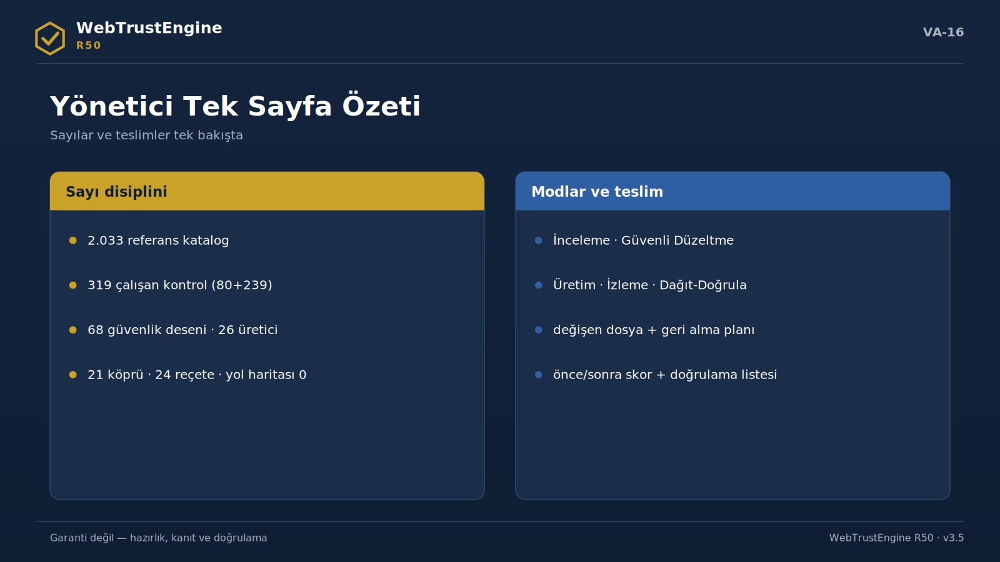 WebTrustEngine
R50
VA-16
Yönetici Tek Sayfa Özeti
Sayılar ve teslimler tek bakışta
Sayı disiplini
2.033 referans katalog
319 çalışan kontrol (80+239)
68 güvenlik deseni · 26 üretici
21 köprü · 24 reçete · yol haritası 0
Modlar ve teslim
İnceleme · Güvenli Düzeltme
Üretim · İzleme · Dağıt-Doğrula
değişen dosya + geri alma planı
önce/sonra skor + doğrulama listesi
Garanti değil — hazırlık, kanıt ve doğrulama
WebTrustEngine R50 · v3.5